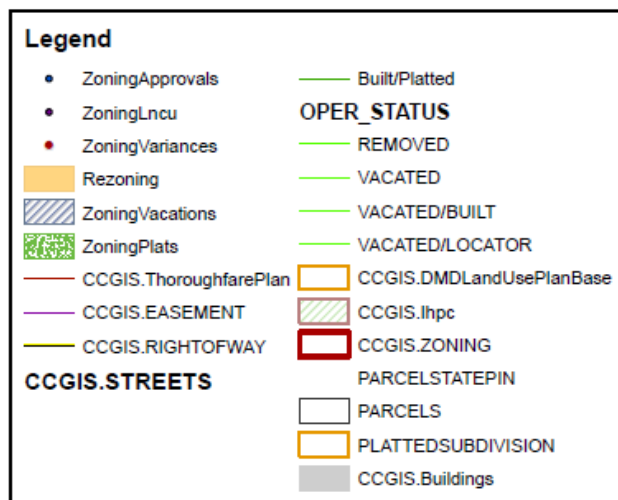 Legend
ZoningApprovals
ZoningLncu
ZoningVariances
Rezoning
ZoningVacations
ZoningPlats
CCGIS.ThoroughfarePlan
CCGIS.EASEMENT
CCGIS.RIGHTOFWAY
CCGIS.STREETS
Built/Platted
OPER_STATUS
REMOVED
VACATED
VACATED/BUILT
VACATED/LOCATOR
CCGIS.DMDLandUsePlanBase
CCGIS.Ihpc
CCGIS.ZONING
PARCELSTATEPIN
PARCELS
PLATTEDSUBDIVISION
CCGIS.Buildings